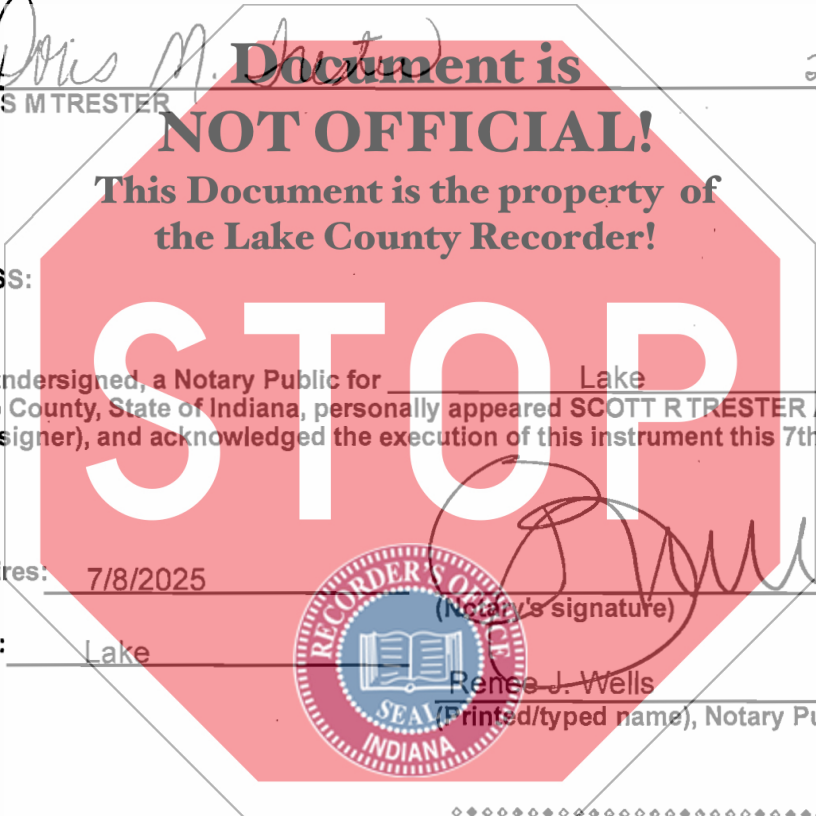 Doris M. Trester
Document is
S M TRESTER
NOT OFFICIAL!
This Document is the property of
the Lake County Recorder!
SS:
STOP
ndersigned, a Notary Public for Lake
County, State of Indiana, personally appeared SCOTT R TRESTER
signer), and acknowledged the execution of this instrument this 7th
res: 7/8/2025
(Notary's signature)
: Lake
RECORDER'S OFFICE
SEAL
INDIANA
Renee J. Wells
(Printed/typed name), Notary Pu